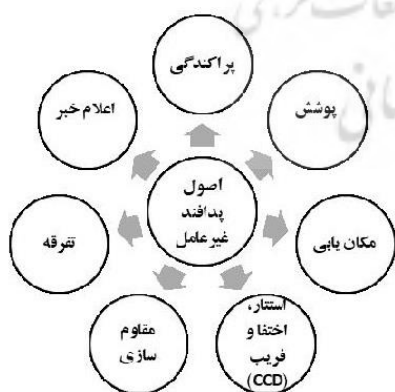 پراکندگی
پوشش
مکان یابی
استتار،
اختفا و
فریب
(CCD)
مقاوم
سازی
تفرقه
اعلام خبر
اصول
پدافند
غیرعامل